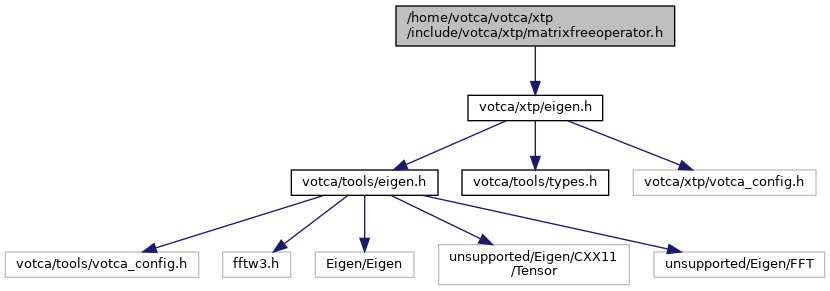 /home/votca/votca/xtp
/include/votca/xtp/matrixfreeoperator.h
votca/xtp/eigen.h
votca/tools/eigen.h
votca/tools/types.h
votca/xtp/votca_config.h
votca/tools/votca_config.h
fftw3.h
Eigen/Eigen
unsupported/Eigen/CXX11
/Tensor
unsupported/Eigen/FFT